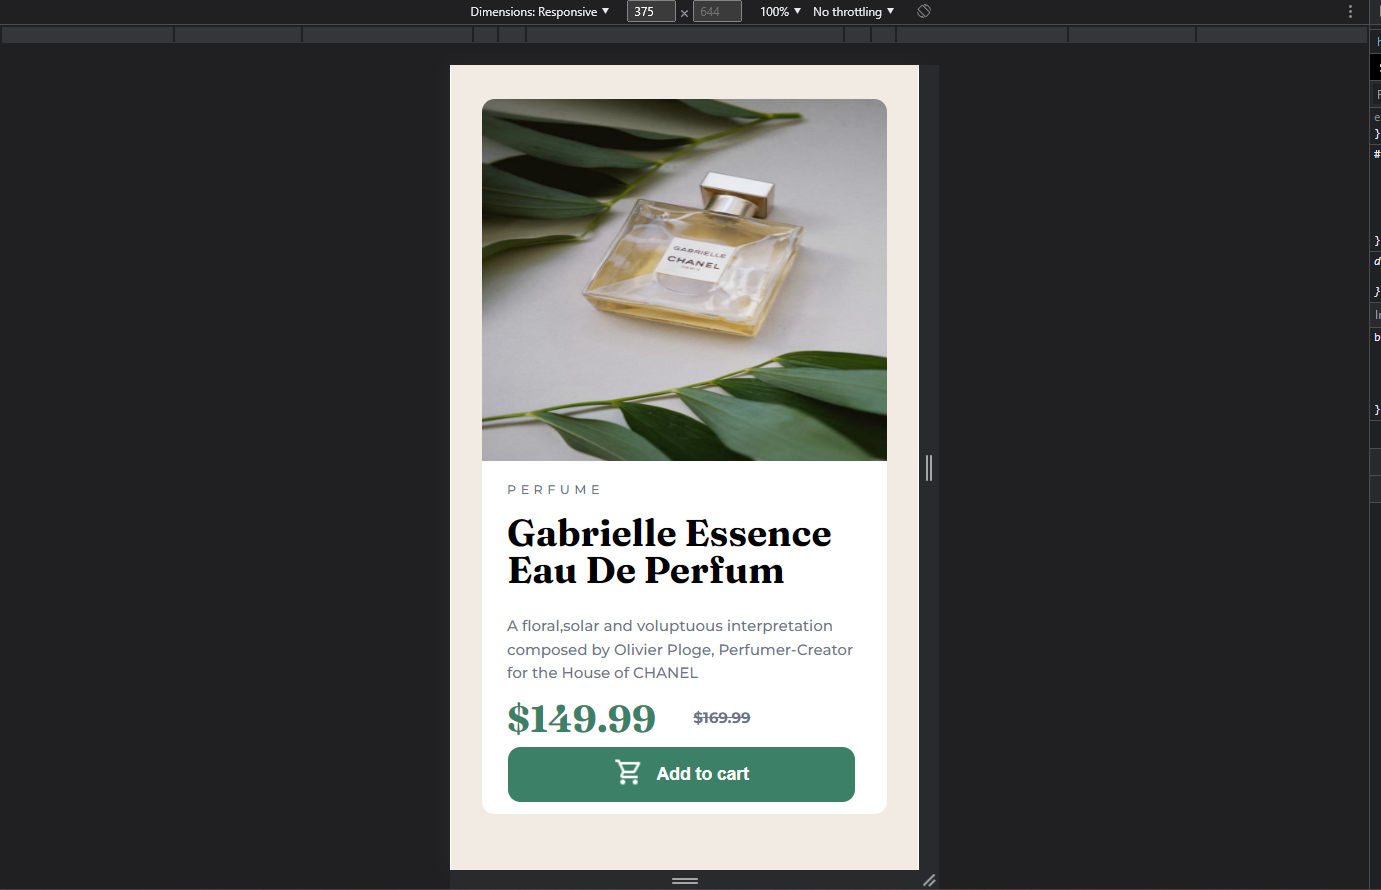 Dimensions: Responsive ▼ 375 × 644 100% ▼ No throttling ▼
GABRIELLE
CHANEL
PARIS
PERFUME
Gabrielle Essence
Eau De Perfum
A floral,solar and voluptuous interpretation
composed by Olivier Ploge, Perfumer-Creator
for the House of CHANEL
$149.99 $169.99
Add to cart